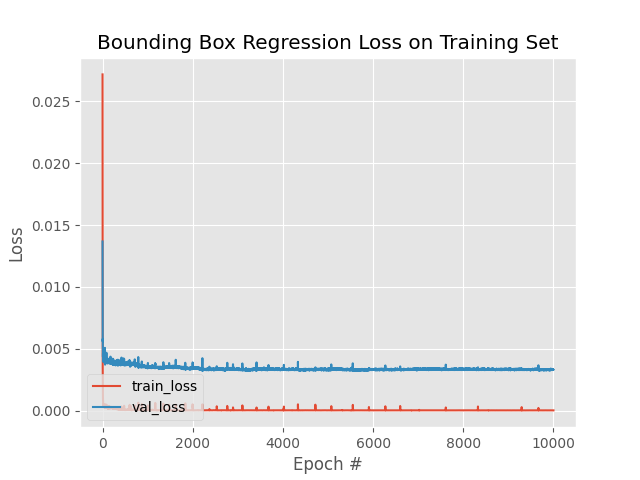 Bounding Box Regression Loss on Training Set
0.025
0.020
0.015
0.010
0.005
0.000
Loss
train_loss
val_loss
0 2000 4000 6000 8000 10000
Epoch #